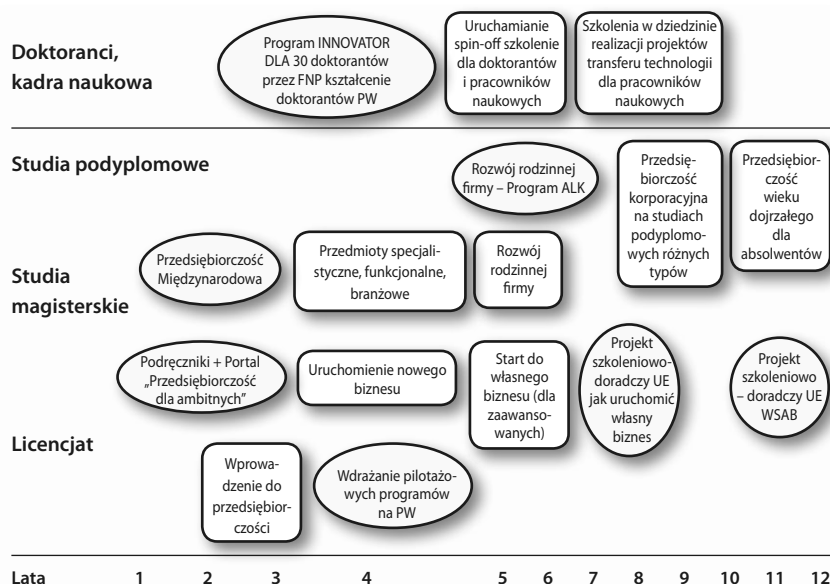 Doktoranci,
kadra naukowa
Program INNOVATOR
DLA 30 doktorantów
przez FNP kształcenie
doktorantów PW
Uruchamianie
spin-off szkolenie
dla doktorantów
i pracowników
naukowych
Szkolenia w dziedzinie
realizacji projektów
transferu technologii
dla pracowników
naukowych
Studia podyplomowe
Rozwój rodzinnej
firmy – Program ALK
Przedsię-
biorczość
korporacyjna
na studiach
podyplomo-
wych różnych
typów
Przedsiębior-
czość
wieku
dojrzałego
dla
absolwentów
Studia
magisterskie
Przedsiębiorczość
Międzynarodowa
Przedmioty specjali-
styczne, funkcjonalne,
branżowe
Rozwój
rodzinnej
firmy
Podręczniki + Portal
„Przedsiębiorczość
dla ambitnych”
Uruchomienie nowego
biznesu
Start do
własnego
biznesu (dla
zaawanso-
wanych)
Projekt
szkoleniowo-
doradczy UE
jak uruchomić
własny
biznes
Projekt
szkoleniowo
– doradczy UE
WSAB
Licencjat
Wprowa-
dzenie do
przedsiębior-
czości
Wdrażanie pilotażo-
wych programów
na PW
Lata 1 2 3 4 5 6 7 8 9 10 11 12